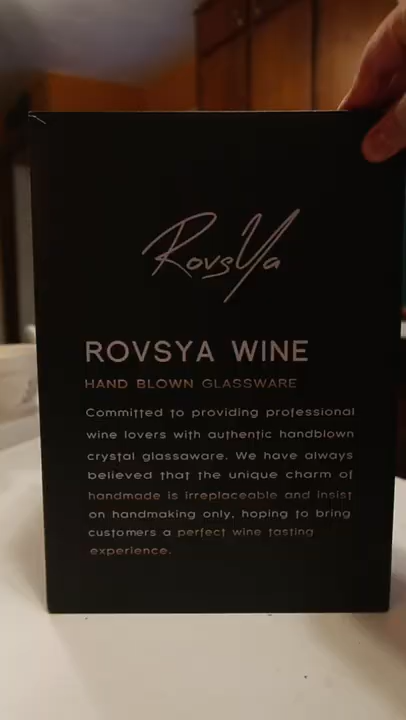 RovsYa
ROVSYA WINE
HAND BLOWN GLASSWARE
Committed to providing professional
wine lovers with authentic handblown
crystal glassaware. We have always
believed that the unique charm of
handmade is irreplaceable and insist
on handmaking only, hoping to bring
customers a perfect wine tasting
experience.